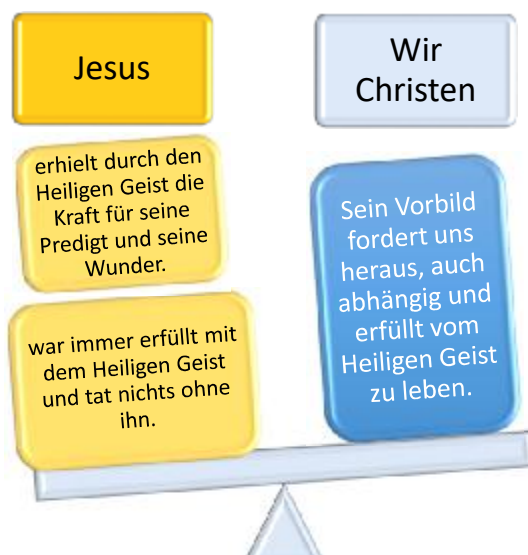 Jesus
Wir
Christen
erhielt durch den
Heiligen Geist die
Kraft für seine
Predigt und seine
Wunder.
war immer erfüllt mit
dem Heiligen Geist
und tat nichts ohne
ihn.
Sein Vorbild
fordert uns
heraus, auch
abhängig und
erfüllt vom
Heiligen Geist
zu leben.